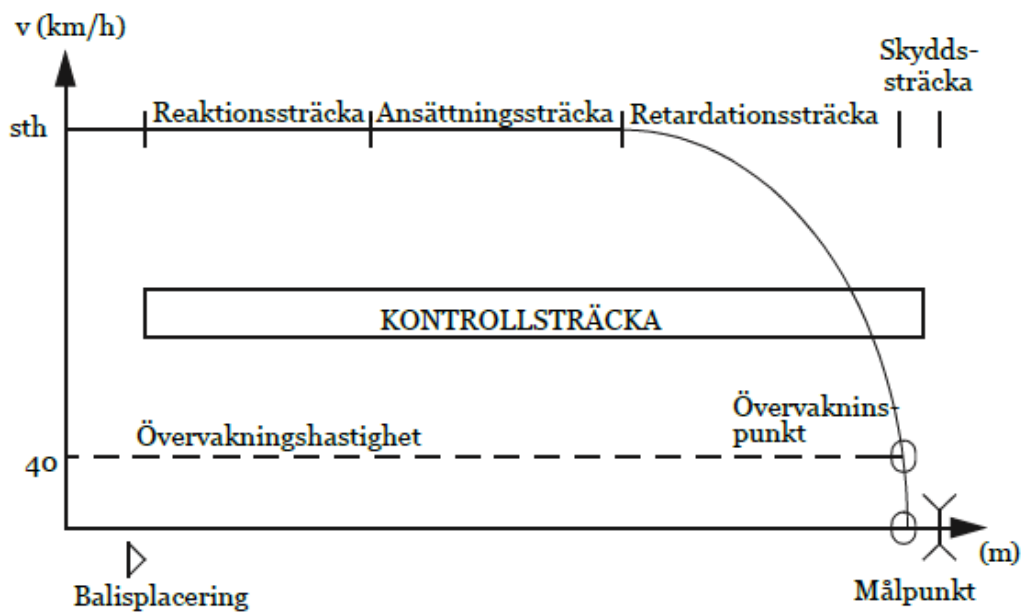 v (km/h)
Skydds-
sträcka
Reaktionssträcka
Ansättningssträcka
Retardationssträcka
sth
KONTROLLSTRÄCKA
Övervaknins-
punkt
Övervakningshastighet
40
(m)
Balisplacering
Målpunkt